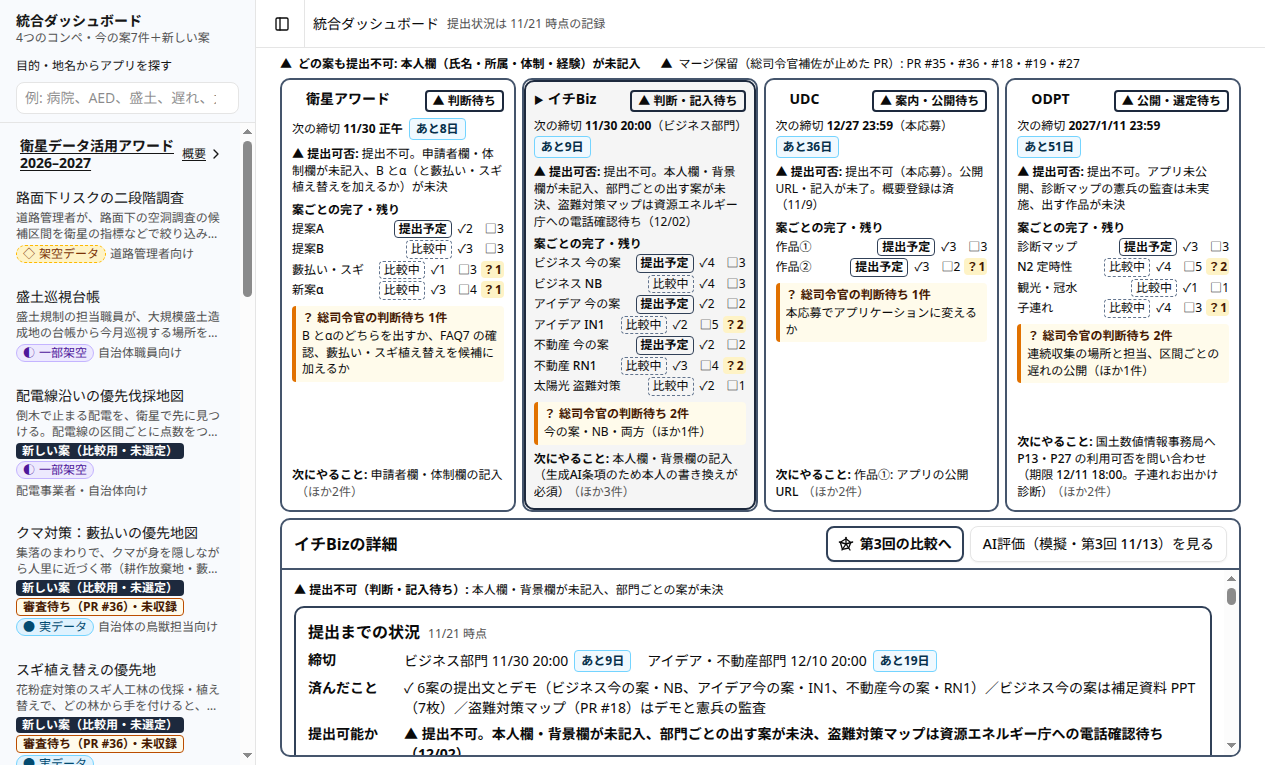 統合ダッシュボード
4つのコンペ・今の案7件＋新しい案
目的・地名からアプリを探す
例: 病院、AED、盛土、遅れ、
衛星データ活用アワード
2026–2027
概要
路面下リスクの二段階調査
道路管理者が、路面下の空洞調査の候
補区間を衛星の指標などで絞り込み…
◇ 架空データ 道路管理者向け
盛土巡視台帳
盛土規制の担当職員が、大規模盛土造
成地の台帳から今月巡視する場所を…
一部架空 自治体職員向け
配電線沿いの優先伐採地図
倒木で止まる配電を、衛星で先に見つ
ける。配電線の区間ごとに点数をつ…
新しい案（比較用・未選定）
一部架空
配電事業者・自治体向け
クマ対策：藪払いの優先地図
集落のまわりで、クマが身を隠しなが
ら人里に近づく帯（耕作放棄地・藪…
新しい案（比較用・未選定）
審査待ち（PR #36）・未収録
実データ 自治体の鳥獣担当向け
スギ植え替えの優先地
花粉症対策のスギ人工林の伐採・植え
替えで、どの林から手を付けると、…
新しい案（比較用・未選定）
審査待ち（PR #36）・未収録
実データ
統合ダッシュボード 提出状況は 11/21 時点の記録
▲ どの案も提出不可: 本人欄（氏名・所属・体制・経験）が未記入 ▲ マージ保留（総司令官補佐が止めた PR）: PR #35・#36・#18・#19・#27
衛星アワード ▲ 判断待ち
次の締切 11/30 正午 あと8日
▲ 提出可否: 提出不可。申請者欄・体
制欄が未記入、B とα（と藪払い・スギ
植え替えを加えるか）が未決
案ごとの完了・残り
提案A 提出予定 ✓2 □3
提案B 比較中 ✓3 □3
藪払い・スギ 比較中 ✓1 □3 ？1
新案α 比較中 ✓3 □4 ？1
？ 総司令官の判断待ち 1件
B とαのどちらを出すか、FAQ7 の確
認、藪払い・スギ植え替えを候補に
加えるか
次にやること: 申請者欄・体制欄の記入
（ほか2件）
▶ イチBiz ▲ 判断・記入待ち
次の締切 11/30 20:00（ビジネス部門）
あと9日
▲ 提出可否: 提出不可。本人欄・背景
欄が未記入、部門ごとの出す案が未
決、盗難対策マップは資源エネルギー
庁への電話確認待ち（12/02）
案ごとの完了・残り
ビジネス 今の案 提出予定 ✓4 □3
ビジネス NB 比較中 ✓4 □3
アイデア 今の案 提出予定 ✓2 □2
アイデア IN1 比較中 ✓2 □5 ？2
不動産 今の案 提出予定 ✓2 □2
不動産 RN1 比較中 ✓3 □4 ？2
太陽光 盗難対策 比較中 ✓2 □1
？ 総司令官の判断待ち 2件
今の案・NB・両方（ほか1件）
次にやること: 本人欄・背景欄の記入
（生成AI条項のため本人の書き換えが
必須）（ほか3件）
UDC ▲ 案内・公開待ち
次の締切 12/27 23:59（本応募）
あと36日
▲ 提出可否: 提出不可（本応募）。公開
URL・記入が未了。概要登録は済
（11/9）
案ごとの完了・残り
作品① 提出予定 ✓3 □3
作品② 提出予定 ✓3 □2 ？1
？ 総司令官の判断待ち 1件
本応募でアプリケーションに変える
か
次にやること: 作品①: アプリの公開
URL （ほか2件）
ODPT ▲ 公開・選定待ち
次の締切 2027/1/11 23:59
あと51日
▲ 提出可否: 提出不可。アプリ未公
開、診断マップの憲兵の監査は未実
施、出す作品が未決
案ごとの完了・残り
診断マップ 提出予定 ✓3 □3
N2 定時性 比較中 ✓4 □5 ？2
観光・冠水 比較中 ✓1 □1
子連れ 比較中 ✓4 □3 ？1
？ 総司令官の判断待ち 2件
連続収集の場所と担当、区間ごとの
遅れの公開（ほか1件）
次にやること: 国土数値情報事務局へ
P13・P27 の利用可否を問い合わせ
（期限 12/11 18:00。子連れお出かけ
診断）（ほか2件）
イチBizの詳細
第3回の比較へ
AI評価（模擬・第3回 11/13）を見る
▲ 提出不可（判断・記入待ち）: 本人欄・背景欄が未記入、部門ごとの案が未決
提出までの状況 11/21 時点
締切 ビジネス部門 11/30 20:00 あと9日 アイデア・不動産部門 12/10 20:00 あと19日
済んだこと ✓ 6案の提出文とデモ（ビジネス今の案・NB、アイデア今の案・IN1、不動産今の案・RN1）／ビジネス今の案は補足資料 PPT
（7枚）／盗難対策マップ（PR #18）はデモと憲兵の監査
提出可能か ▲ 提出不可。本人欄・背景欄が未記入、部門ごとの出す案が未決、盗難対策マップは資源エネルギー庁への電話確認待ち
（12/02）